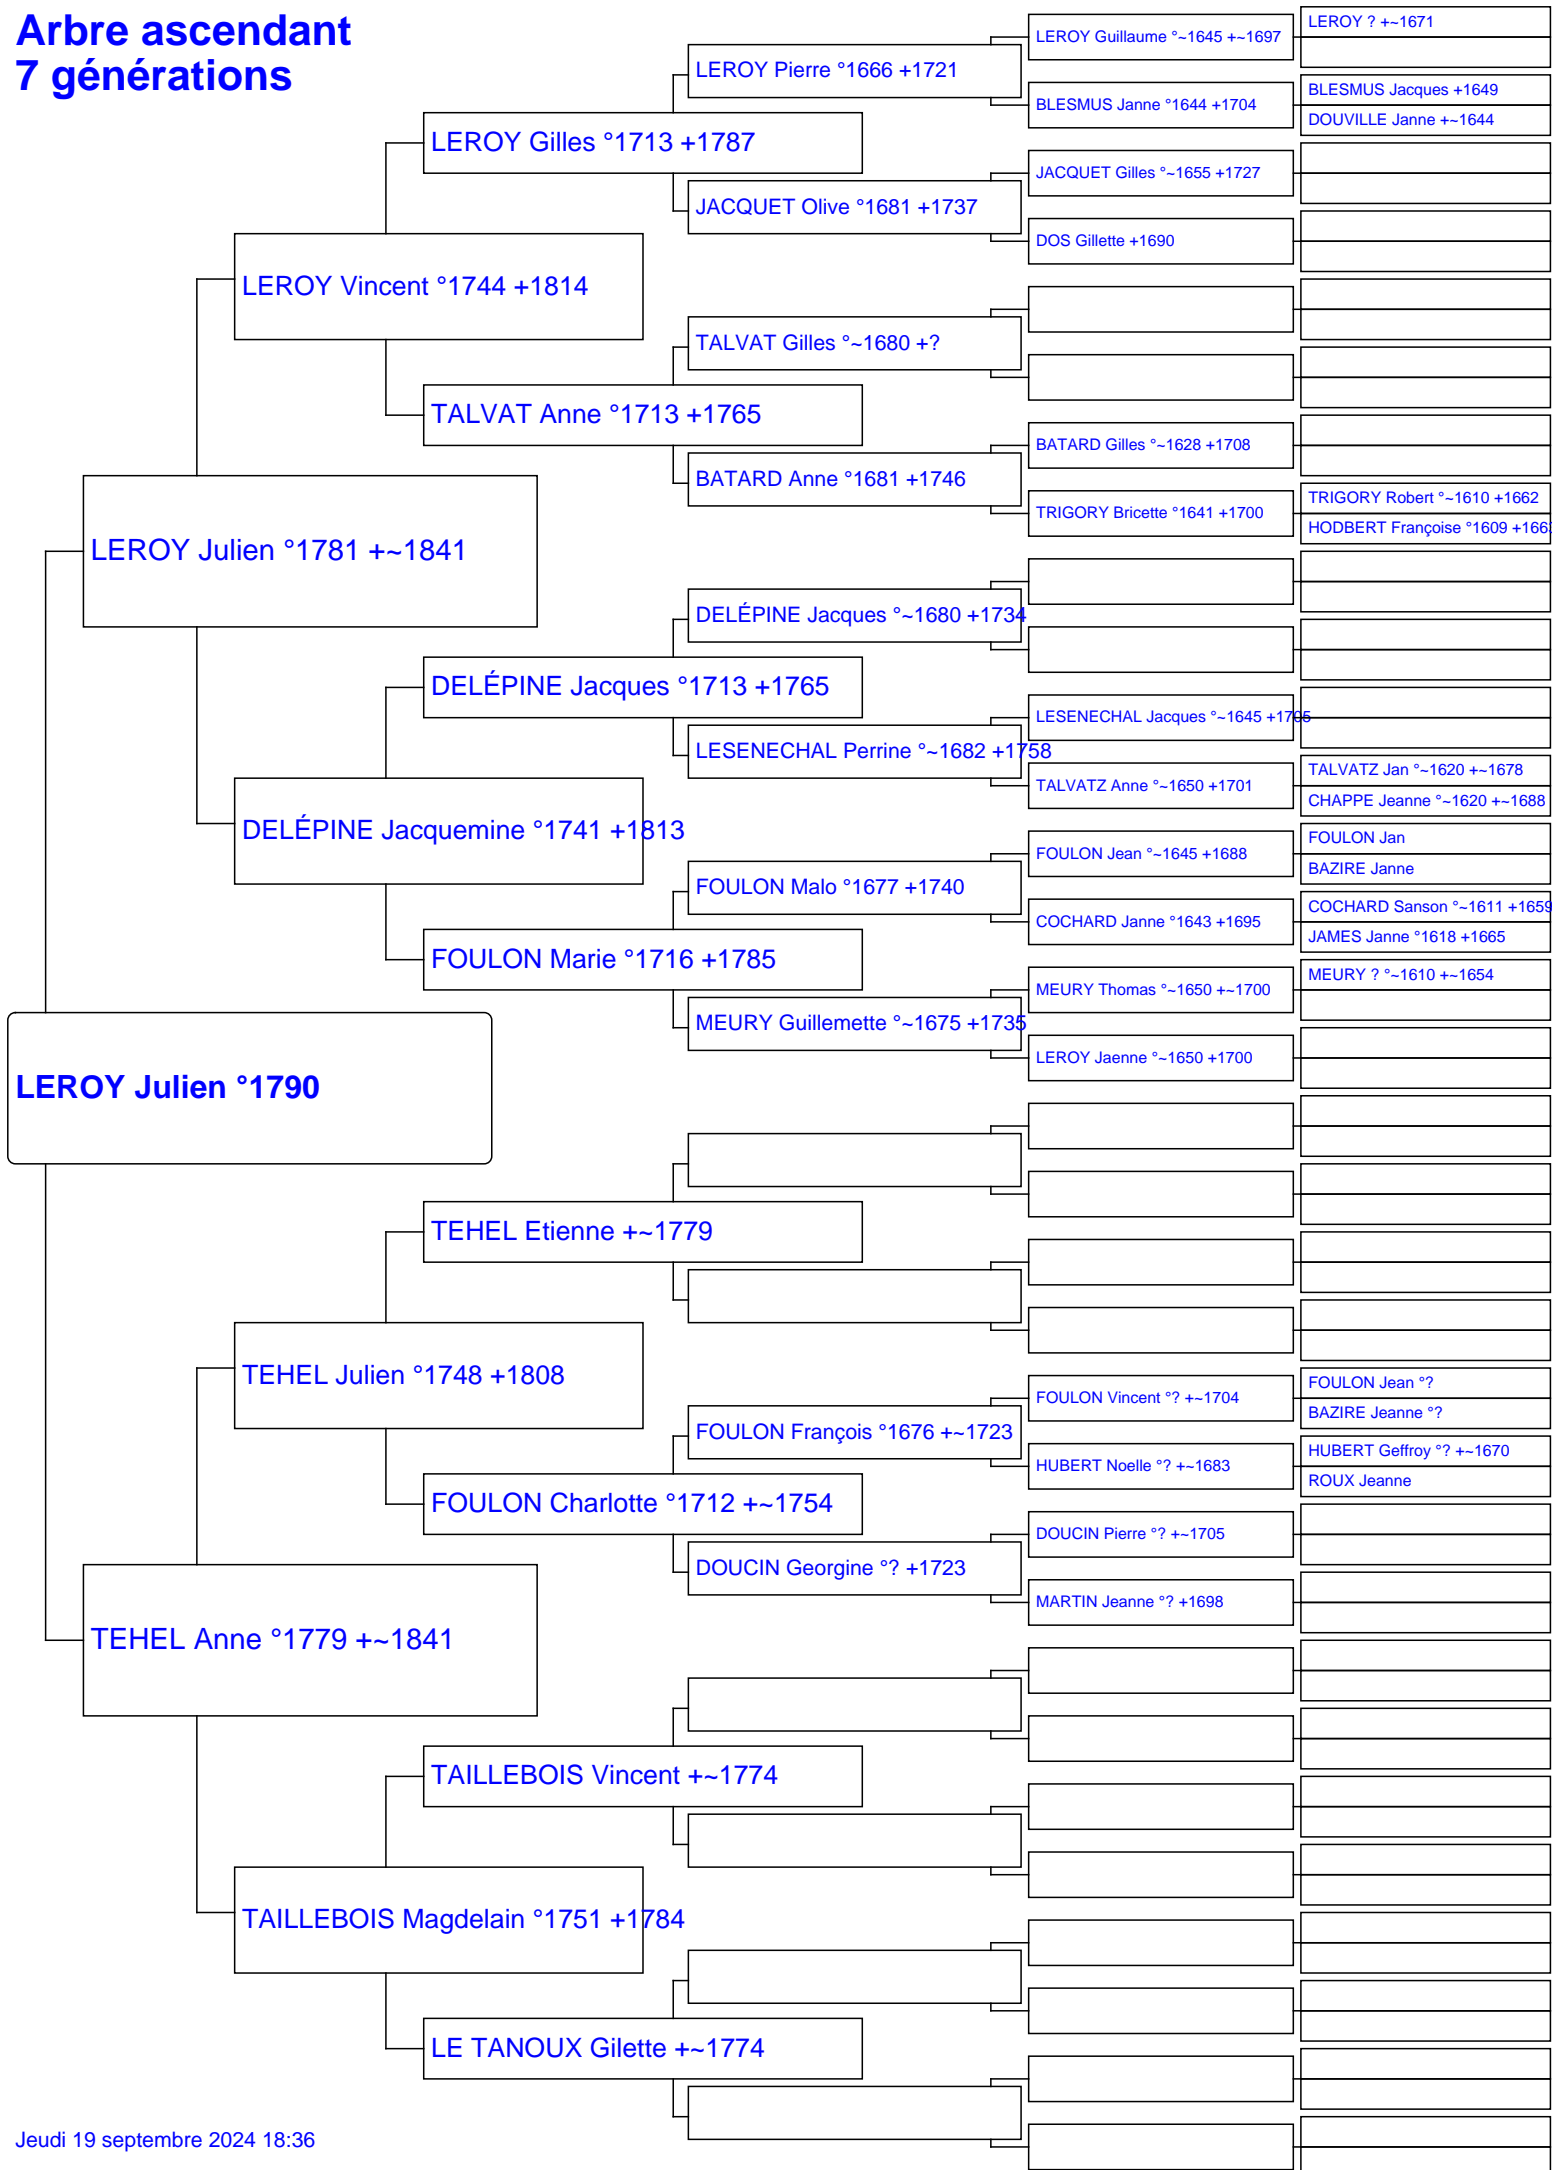 Arbre ascendant
7 générations
LEROY Julien °1790
LEROY Julien °1781 +~1841
TEHEL Anne °1779 +~1841
LEROY Vincent °1744 +1814
DELÉPINE Jacquemine °1741 +1813
TEHEL Julien °1748 +1808
TAILLEBOIS Magdelain °1751 +1784
LEROY Gilles °1713 +1787
TALVAT Anne °1713 +1765
DELÉPINE Jacques °1713 +1765
FOULON Marie °1716 +1785
TEHEL Etienne +~1779
FOULON Charlotte °1712 +~1754
TAILLEBOIS Vincent +~1774
LE TANOUX Gilette +~1774
LEROY Pierre °1666 +1721
JACQUET Olive °1681 +1737
TALVAT Gilles °~1680 +?
BATARD Anne °1681 +1746
DELÉPINE Jacques °~1680 +1734
LESENECHAL Perrine °~1682 +1758
FOULON Malo °1677 +1740
MEURY Guillemette °~1675 +1735
FOULON François °1676 +~1723
DOUCIN Georgine °? +1723
LEROY Guillaume °~1645 +~1697
BLESMUS Janne °1644 +1704
JACQUET Gilles °~1655 +1727
DOS Gillette +1690
BATARD Gilles °~1628 +1708
TRIGORY Bricette °1641 +1700
LESENECHAL Jacques °~1645 +1705
TALVATZ Anne °~1650 +1701
FOULON Jean °~1645 +1688
COCHARD Janne °1643 +1695
MEURY Thomas °~1650 +~1700
LEROY Jaenne °~1650 +1700
FOULON Vincent °? +~1704
HUBERT Noelle °? +~1683
DOUCIN Pierre °? +~1705
MARTIN Jeanne °? +1698
LEROY ? +~1671
BLESMUS Jacques +1649
DOUVILLE Janne +~1644
TRIGORY Robert °~1610 +1662
HODBERT Françoise °1609
TALVATZ Jan °~1620 +~1678
CHAPPE Jeanne °~1620 +~1688
FOULON Jan
BAZIRE Janne
COCHARD Sanson °~1611 +1659
JAMES Janne °1618 +1665
MEURY ? °~1610 +~1654
FOULON Jean °?
BAZIRE Jeanne °?
HUBERT Geffroy °? +~1670
ROUX Jeanne
Jeudi 19 septembre 2024 18:36